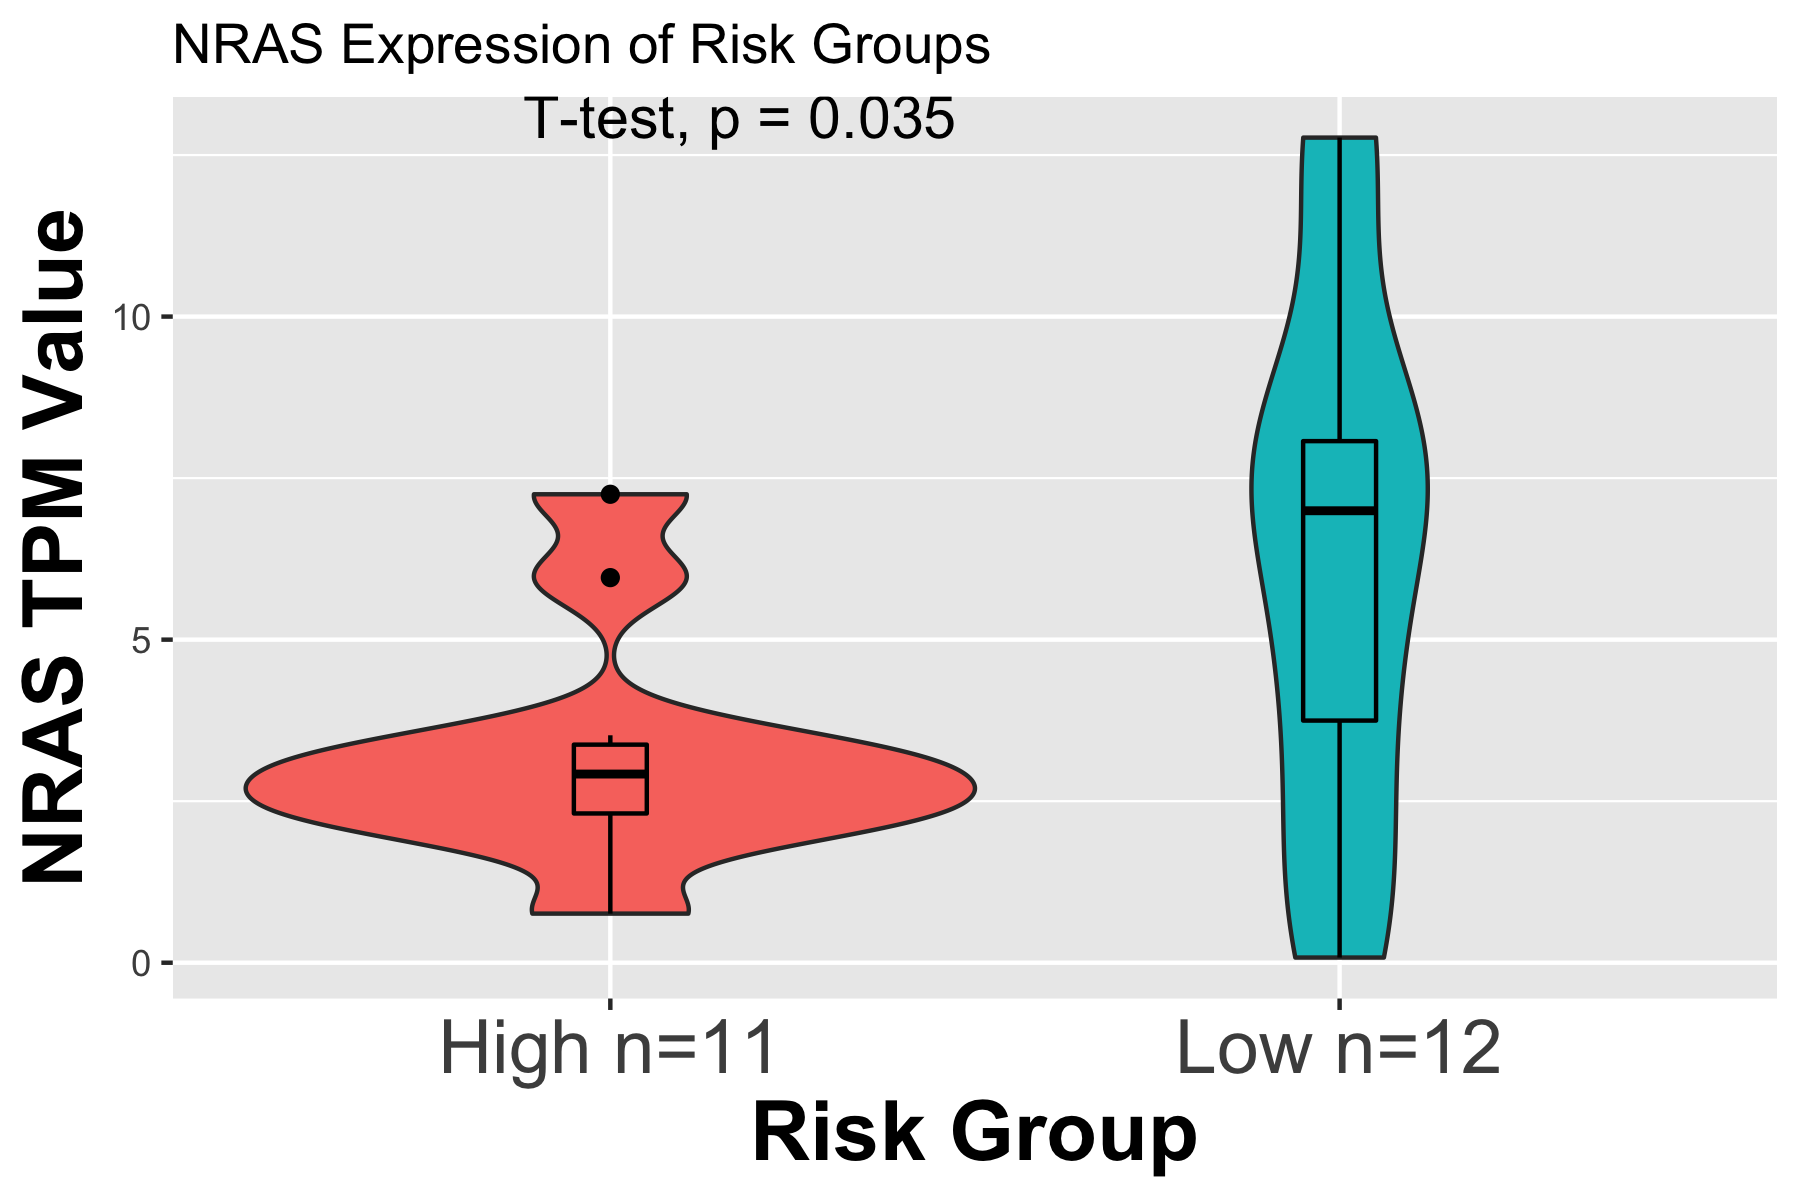 NRAS Expression of Risk Groups
T-test, p = 0.035
NRAS TPM Value
10
5
0
High n=11
Low n=12
Risk Group